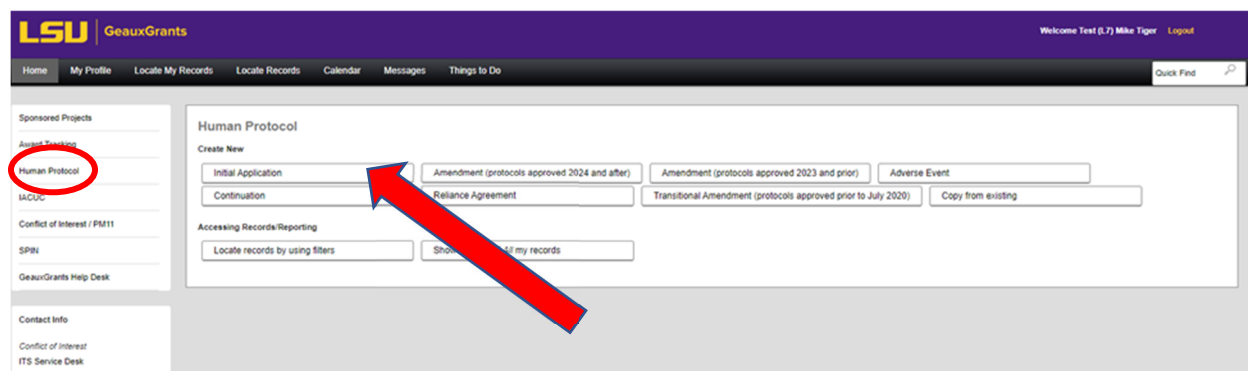 LSU GeauxGrants
Welcome Test (L7) Mike Tiger Logout
Home My Profile Locate My Records Locate Records Calendar Messages Things to Do
Quick Find
Sponsored Projects
Award Tracking
Human Protocol
IACUC
Conflict of Interest / PM11
SPIN
GeauxGrants Help Desk
Contact Info
Conflict of Interest
ITS Service Desk
Human Protocol
Create New
Initial Application Amendment (protocols approved 2024 and after) Amendment (protocols approved 2023 and prior) Adverse Event
Continuation Reliance Agreement Transitional Amendment (protocols approved prior to July 2020) Copy from existing
Accessing Records/Reporting
Locate records by using filters Show All my records